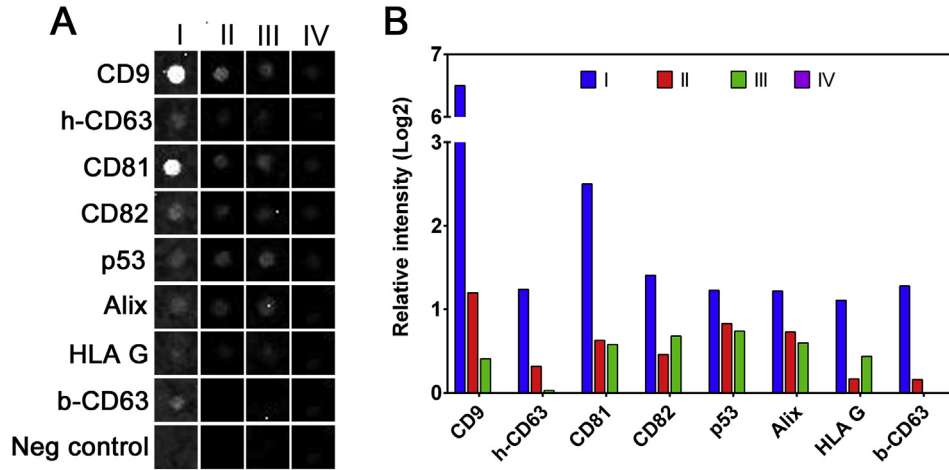 A
I II III IV
CD9
h-CD63
CD81
CD82
p53
Alix
HLA G
b-CD63
Neg control
B
Relative intensity (Log2)
7
6
3
2
1
0
I II III IV
CD9 h-CD63 CD81 CD82 p53 Alix HLA G b-CD63